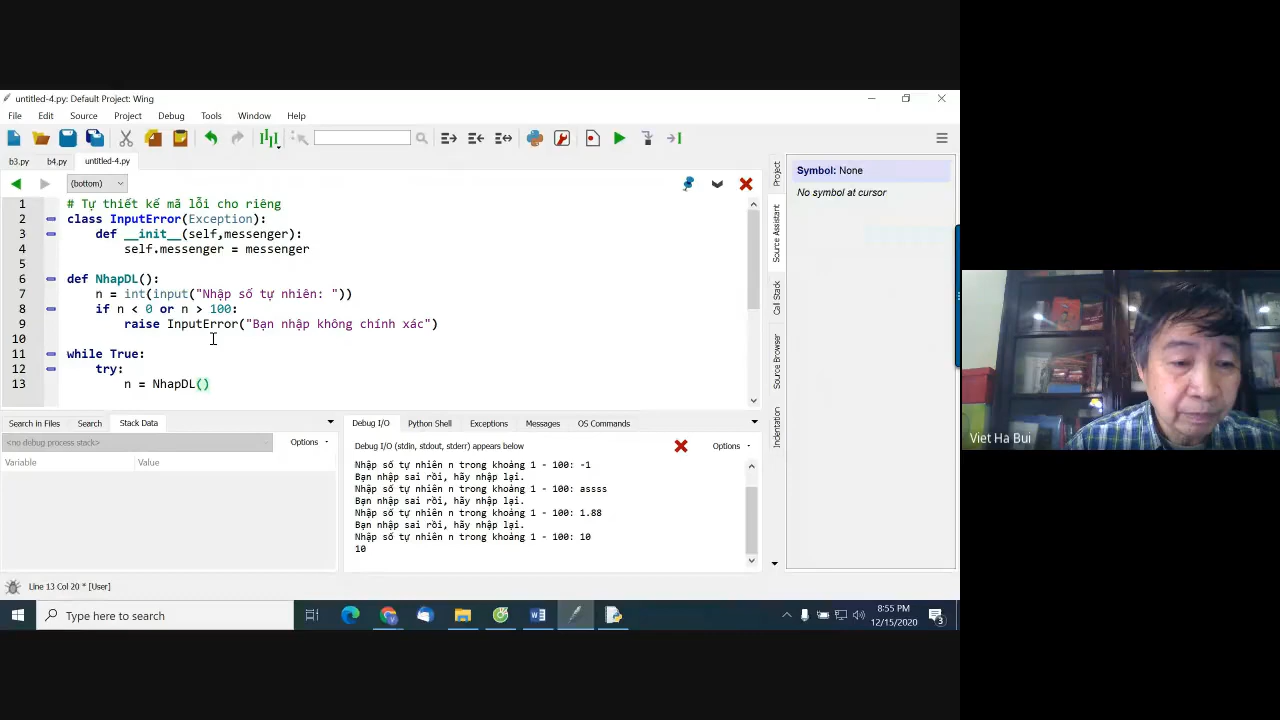 untitled-4.py: Default Project: Wing
File Edit Source Project Debug Tools Window Help
b3.py b4.py untitled-4.py
(bottom)
1 # Tự thiết kế mã lỗi cho riêng
2 class InputError(Exception):
3 def __init__(self,messenger):
4 self.messenger = messenger
5
6 def NhapDL():
7 n = int(input("Nhập số tự nhiên: "))
8 if n < 0 or n > 100:
9 raise InputError("Bạn nhập không chính xác")
10
11 while True:
12 try:
13 n = NhapDL()
Project
Source Assistant
Call Stack
Source Browser
Indentation
Symbol: None
No symbol at cursor
Viet Ha Bui
Search in Files Search Stack Data
<no debug process stack> Options
Variable Value
Debug I/O Python Shell Exceptions Messages OS Commands
Debug I/O (stdin, stdout, stderr) appears below Options
Nhập số tự nhiên n trong khoảng 1 - 100: -1
Bạn nhập sai rồi, hãy nhập lại.
Nhập số tự nhiên n trong khoảng 1 - 100: assss
Bạn nhập sai rồi, hãy nhập lại.
Nhập số tự nhiên n trong khoảng 1 - 100: 1.88
Bạn nhập sai rồi, hãy nhập lại.
Nhập số tự nhiên n trong khoảng 1 - 100: 10
10
Line 13 Col 20 * [User]
Type here to search
8:55 PM
12/15/2020
3